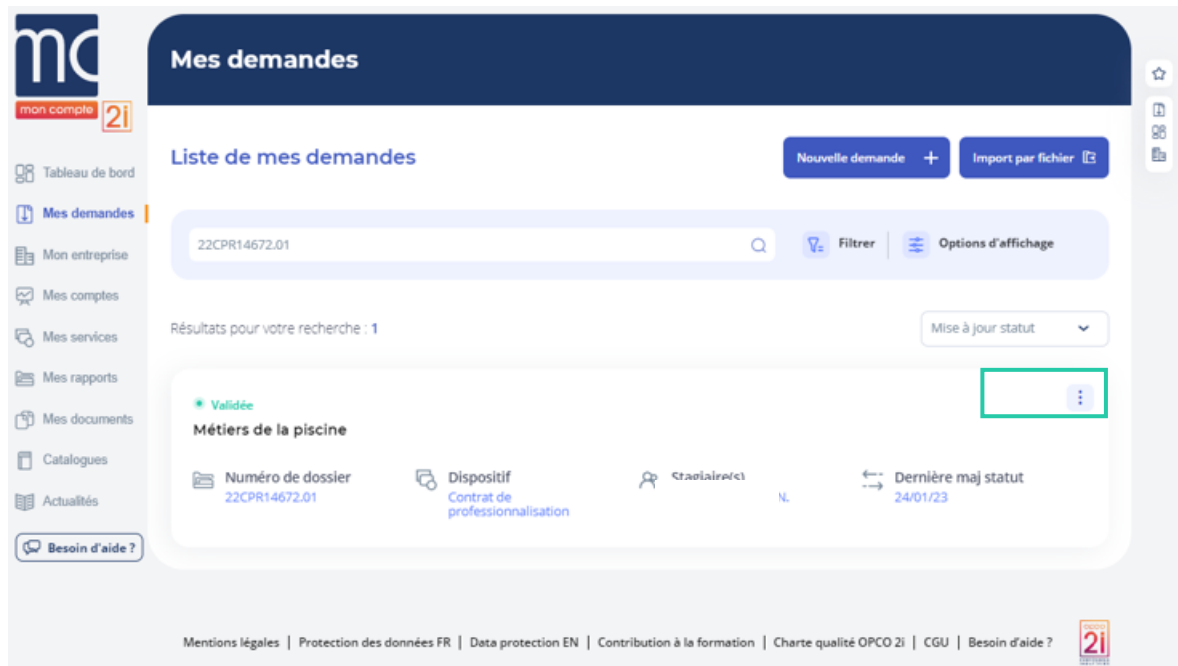 mc
mon compte 2i
Mes demandes
Liste de mes demandes
Nouvelle demande +
Import par fichier
Tableau de bord
Mes demandes
Mon entreprise
Mes comptes
Mes services
Mes rapports
Mes documents
Catalogues
Actualités
Besoin d'aide ?
22CPR14672.01
Filtrer
Options d'affichage
Résultats pour votre recherche : 1
Mise à jour statut
Validée
Métiers de la piscine
Numéro de dossier
22CPR14672.01
Dispositif
Contrat de
professionnalisation
Stagiaire(s)
N.
Dernière maj statut
24/01/23
Mentions légales | Protection des données FR | Data protection EN | Contribution à la formation | Charte qualité OPCO 2i | CGU | Besoin d'aide ?
OPCO
2i